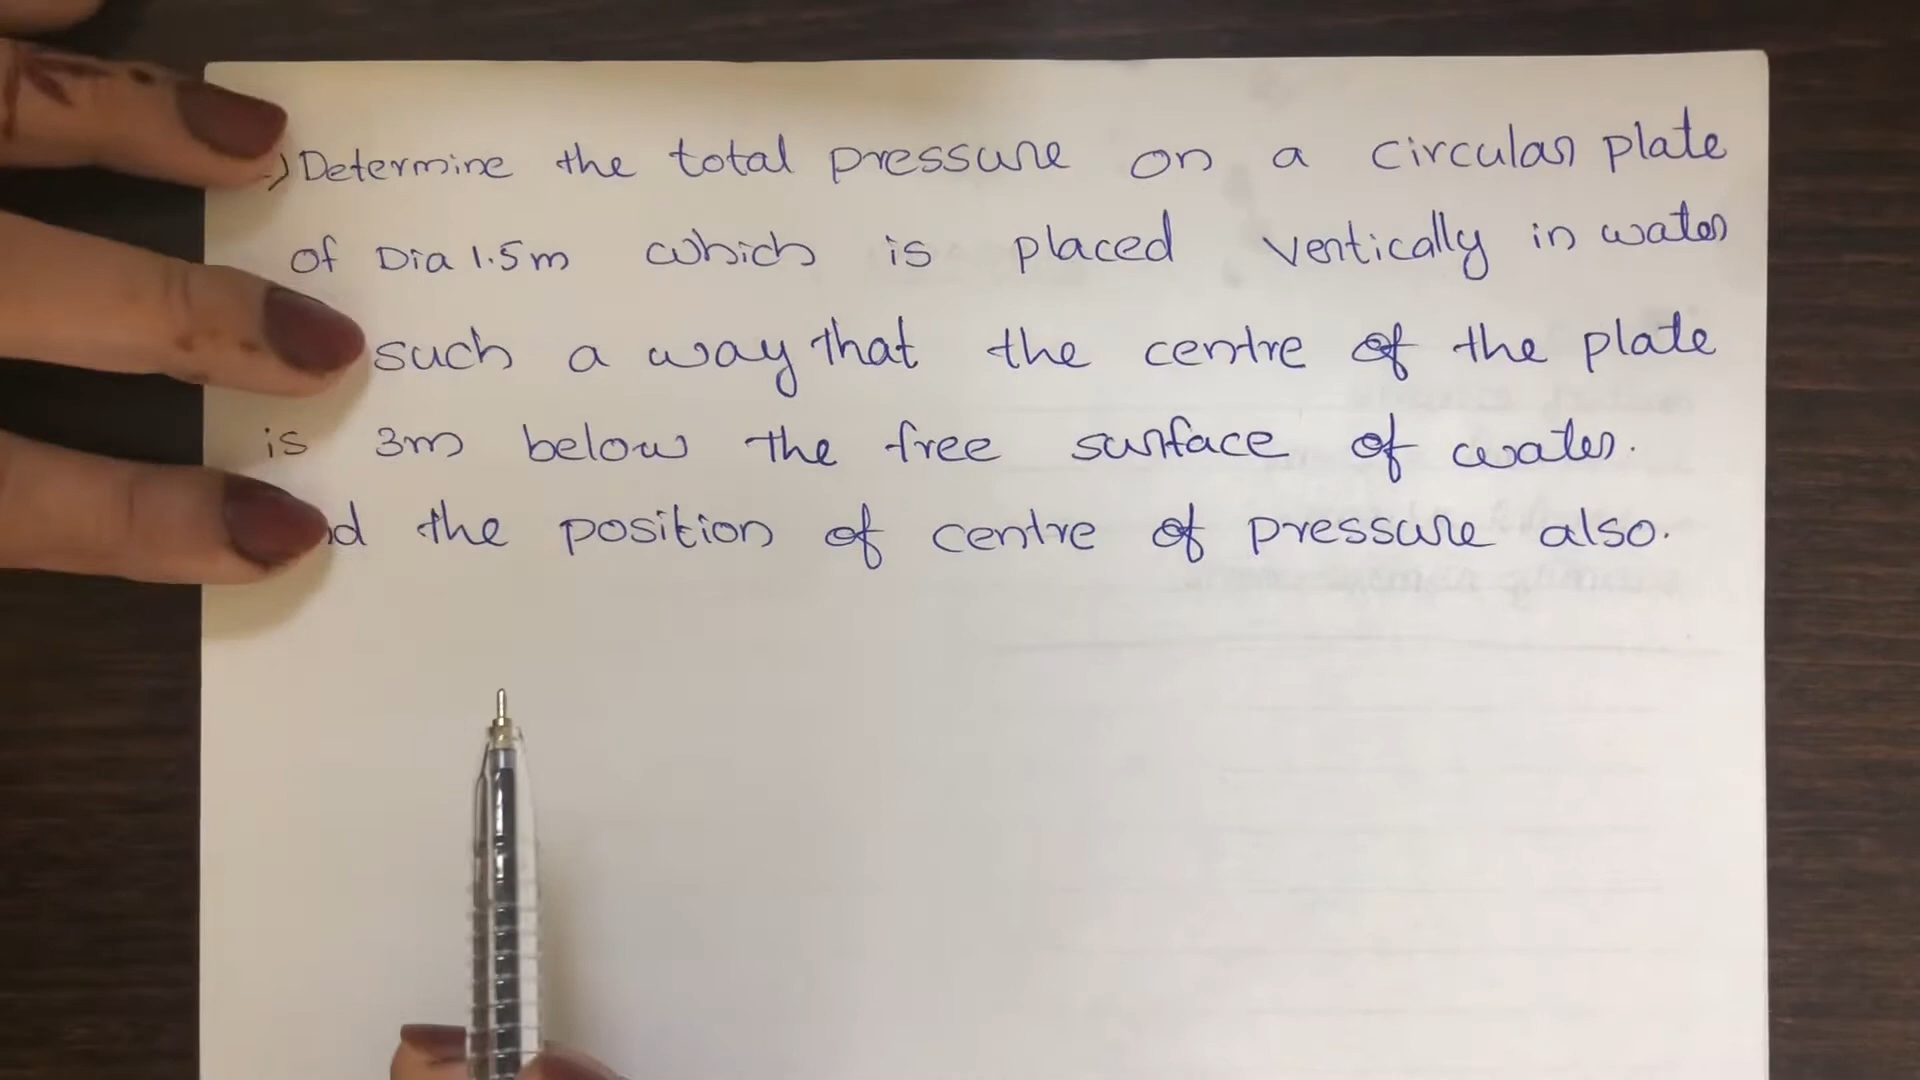 ) Determine the total pressure on a circular plate
of Dia 1.5m which is placed vertically in water
such a way that the centre of the plate
is 3m below the free surface of water.
the position of centre of pressure also.